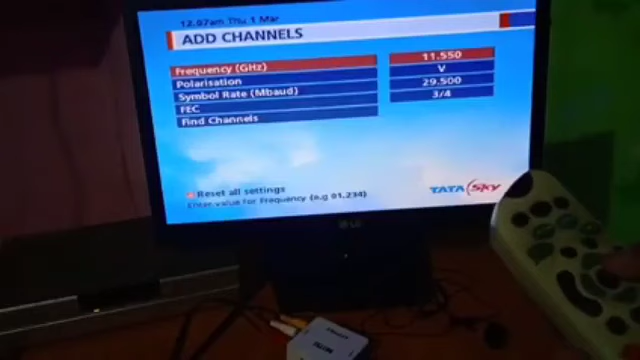 12.07am Thu 1 Mar
ADD CHANNELS
Frequency (GHz) 11.550
Polarisation V
Symbol Rate (Mbaud) 29.500
FEC 3/4
Find Channels
Reset all settings
Enter value for Frequency (e.g 01.234)
TATA Sky
LG